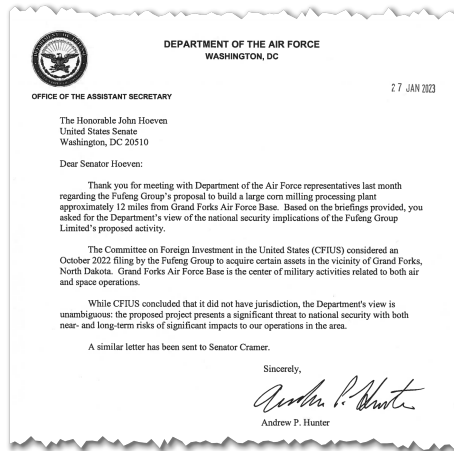 DEPARTMENT OF THE AIR FORCE
WASHINGTON, DC
OFFICE OF THE ASSISTANT SECRETARY
27 JAN 2023
The Honorable John Hoeven
United States Senate
Washington, DC 20510
Dear Senator Hoeven:
Thank you for meeting with Department of the Air Force representatives last month
regarding the Fufeng Group's proposal to build a large corn milling processing plant
approximately 12 miles from Grand Forks Air Force Base. Based on the briefings provided, you
asked for the Department's view of the national security implications of the Fufeng Group
Limited's proposed activity.
The Committee on Foreign Investment in the United States (CFIUS) considered an
October 2022 filing by the Fufeng Group to acquire certain assets in the vicinity of Grand Forks,
North Dakota. Grand Forks Air Force Base is the center of military activities related to both air
and space operations.
While CFIUS concluded that it did not have jurisdiction, the Department's view is
unambiguous: the proposed project presents a significant threat to national security with both
near- and long-term risks of significant impacts to our operations in the area.
A similar letter has been sent to Senator Cramer.
Sincerely,
Andrew P. Hunter
Andrew P. Hunter